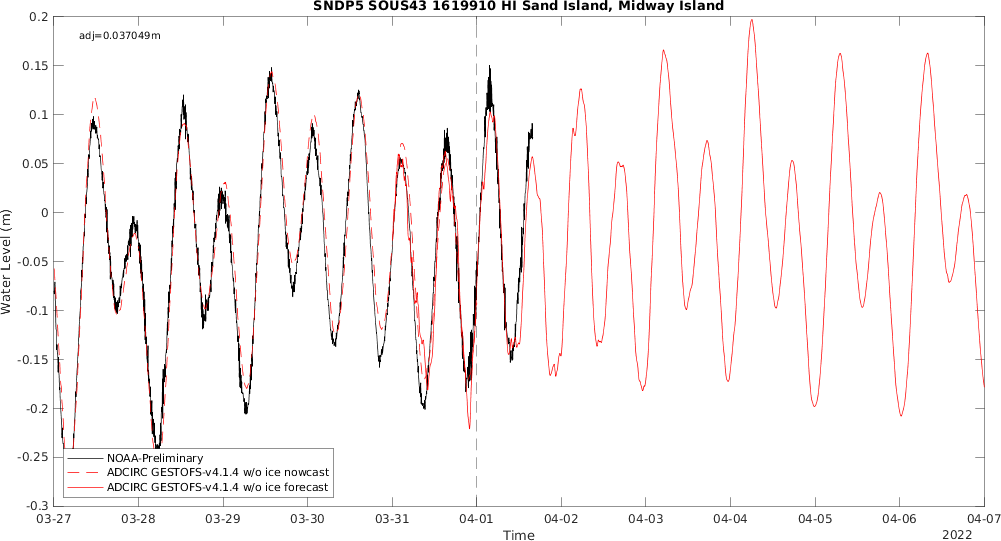 SNDP5 SOUS43 1619910 HI Sand Island, Midway Island
adj=0.037049m
0.2
0.15
0.1
0.05
0
-0.05
-0.1
-0.15
-0.2
-0.25
-0.3
Water Level (m)
NOAA-Preliminary
ADCIRC GESTOFS-v4.1.4 w/o ice nowcast
ADCIRC GESTOFS-v4.1.4 w/o ice forecast
03-27 03-28 03-29 03-30 03-31 04-01 04-02 04-03 04-04 04-05 04-06 04-07
Time
2022